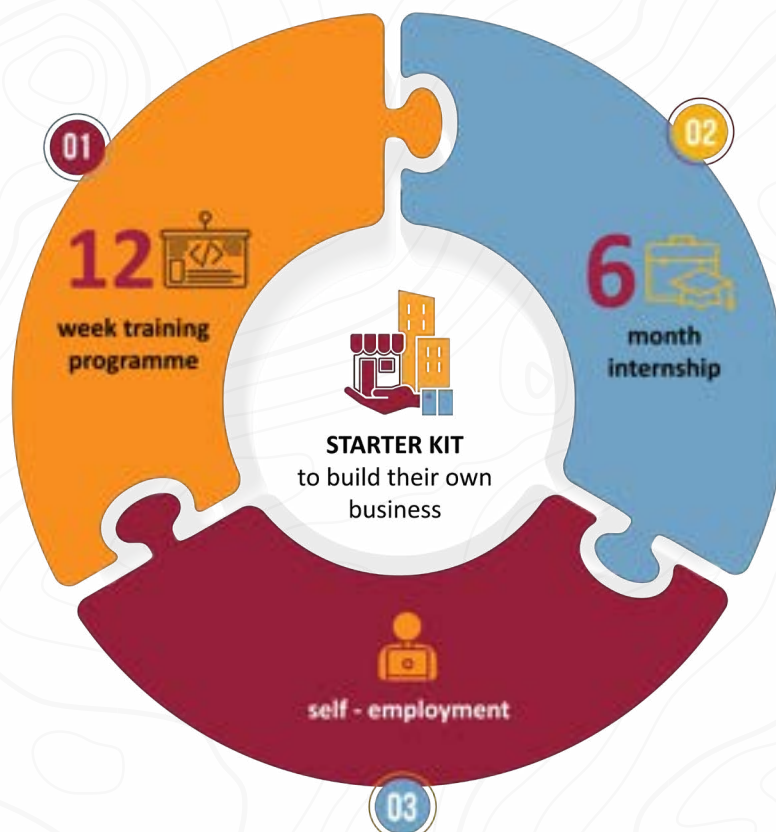 01
12
week training
programme
02
6
month
internship
STARTER KIT
to build their own
business
self - employment
03